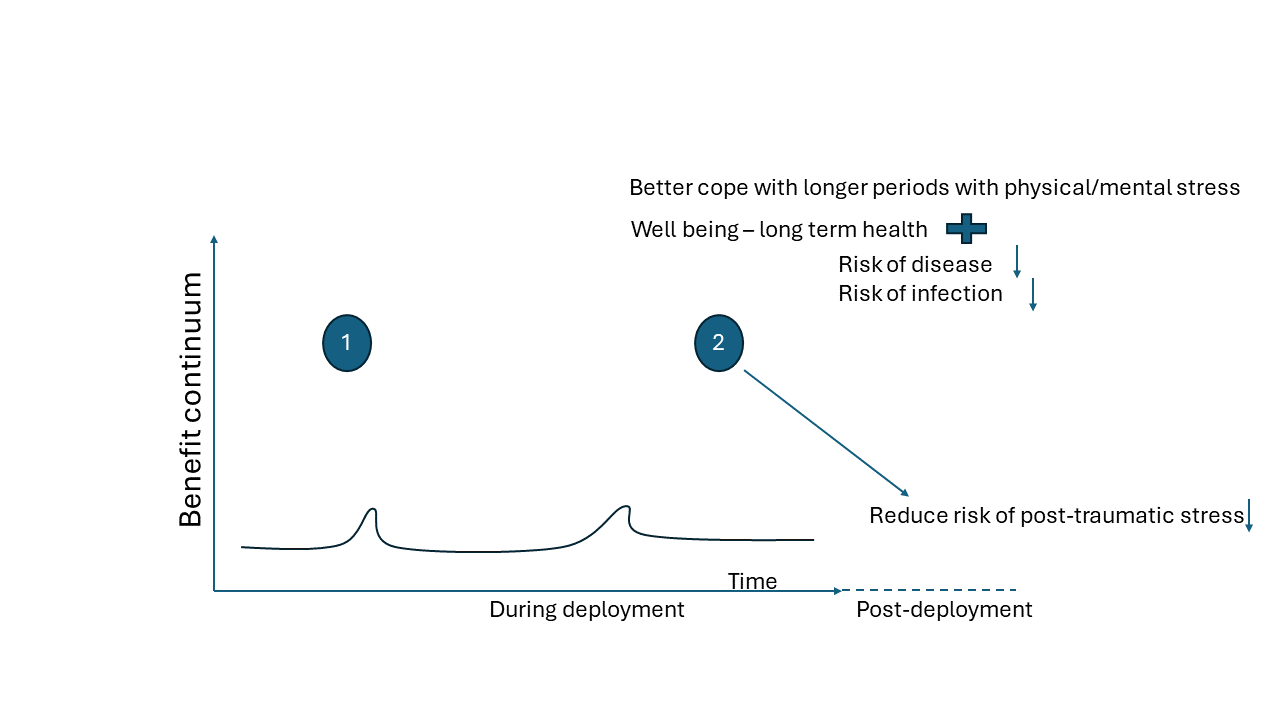 Better cope with longer periods with physical/mental stress
Well being – long term health
Risk of disease
Risk of infection
Benefit continuum
1
2
Reduce risk of post-traumatic stress
Time
During deployment
Post-deployment